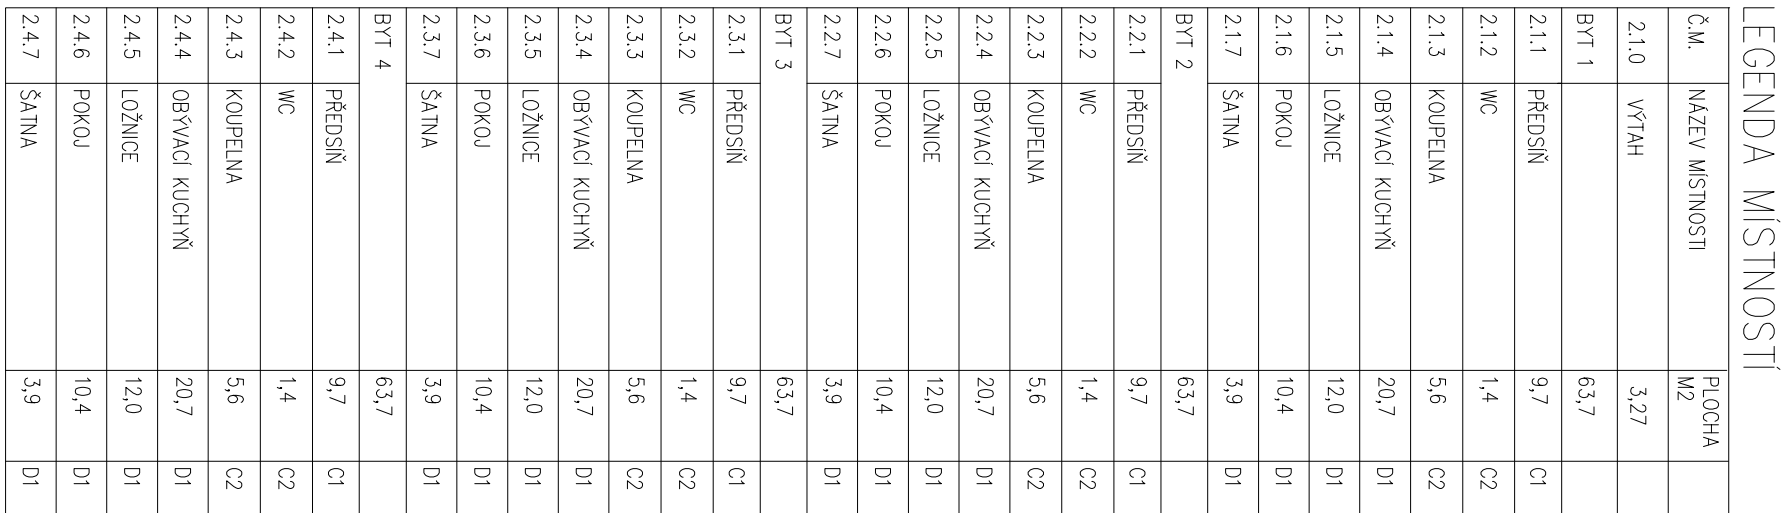 LEGENDA MÍSTNOSTÍ
Č.M. NÁZEV MÍSTNOSTI PLOCHA M2
2.1.0 VÝTAH 3,27
BYT 1 63,7
2.1.1 PŘEDSÍŇ 9,7 C1
2.1.2 WC 1,4 C2
2.1.3 KOUPELNA 5,6 C2
2.1.4 OBÝVACÍ KUCHYŇ 20,7 D1
2.1.5 LOŽNICE 12,0 D1
2.1.6 POKOJ 10,4 D1
2.1.7 ŠATNA 3,9 D1
BYT 2 63,7
2.2.1 PŘEDSÍŇ 9,7 C1
2.2.2 WC 1,4 C2
2.2.3 KOUPELNA 5,6 C2
2.2.4 OBÝVACÍ KUCHYŇ 20,7 D1
2.2.5 LOŽNICE 12,0 D1
2.2.6 POKOJ 10,4 D1
2.2.7 ŠATNA 3,9 D1
BYT 3 63,7
2.3.1 PŘEDSÍŇ 9,7 C1
2.3.2 WC 1,4 C2
2.3.3 KOUPELNA 5,6 C2
2.3.4 OBÝVACÍ KUCHYŇ 20,7 D1
2.3.5 LOŽNICE 12,0 D1
2.3.6 POKOJ 10,4 D1
2.3.7 ŠATNA 3,9 D1
BYT 4 63,7
2.4.1 PŘEDSÍŇ 9,7 C1
2.4.2 WC 1,4 C2
2.4.3 KOUPELNA 5,6 C2
2.4.4 OBÝVACÍ KUCHYŇ 20,7 D1
2.4.5 LOŽNICE 12,0 D1
2.4.6 POKOJ 10,4 D1
2.4.7 ŠATNA 3,9 D1